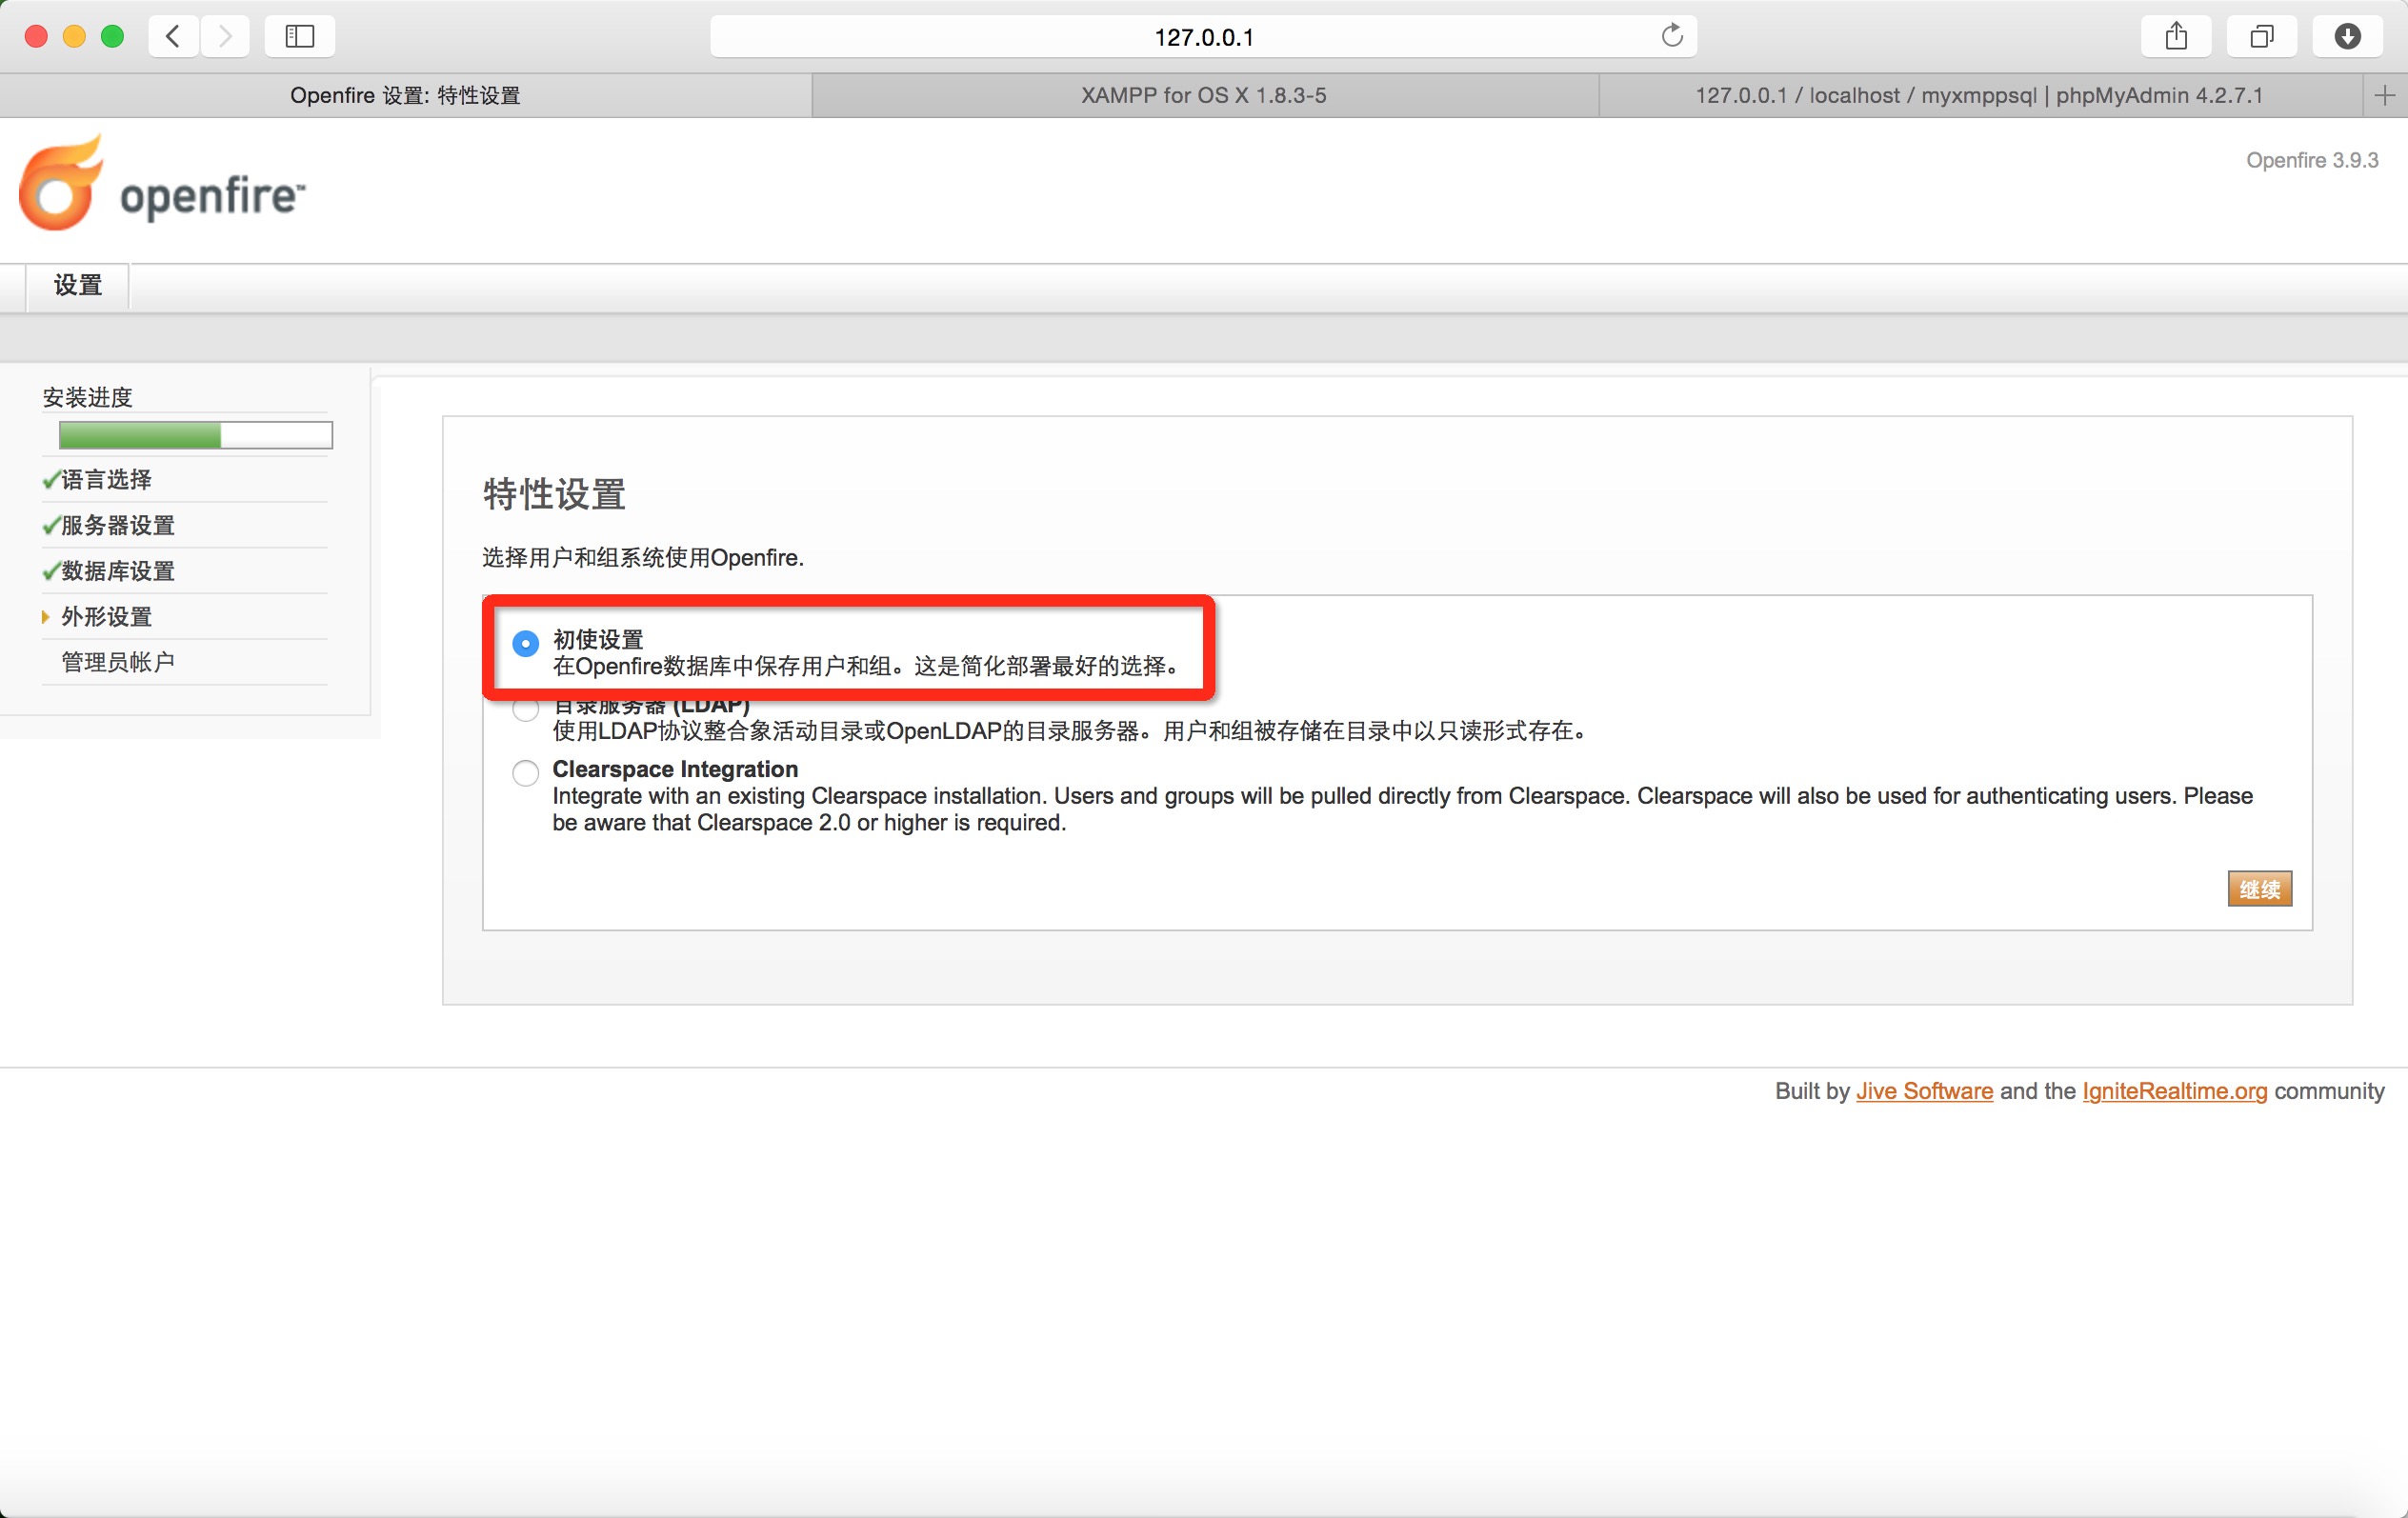 127.0.0.1
Openfire 设置: 特性设置
XAMPP for OS X 1.8.3-5
127.0.0.1 / localhost / myxmppsql | phpMyAdmin 4.2.7.1
openfire™
Openfire 3.9.3
设置
安装进度
语言选择
服务器设置
数据库设置
外形设置
管理员帐户
特性设置
选择用户和组系统使用Openfire.
初使设置
在Openfire数据库中保存用户和组。这是简化部署最好的选择。
目录服务器 (LDAP)
使用LDAP协议整合象活动目录或OpenLDAP的目录服务器。用户和组被存储在目录中以只读形式存在。
Clearspace Integration
Integrate with an existing Clearspace installation. Users and groups will be pulled directly from Clearspace. Clearspace will also be used for authenticating users. Please
be aware that Clearspace 2.0 or higher is required.
继续
Built by Jive Software and the IgniteRealtime.org community